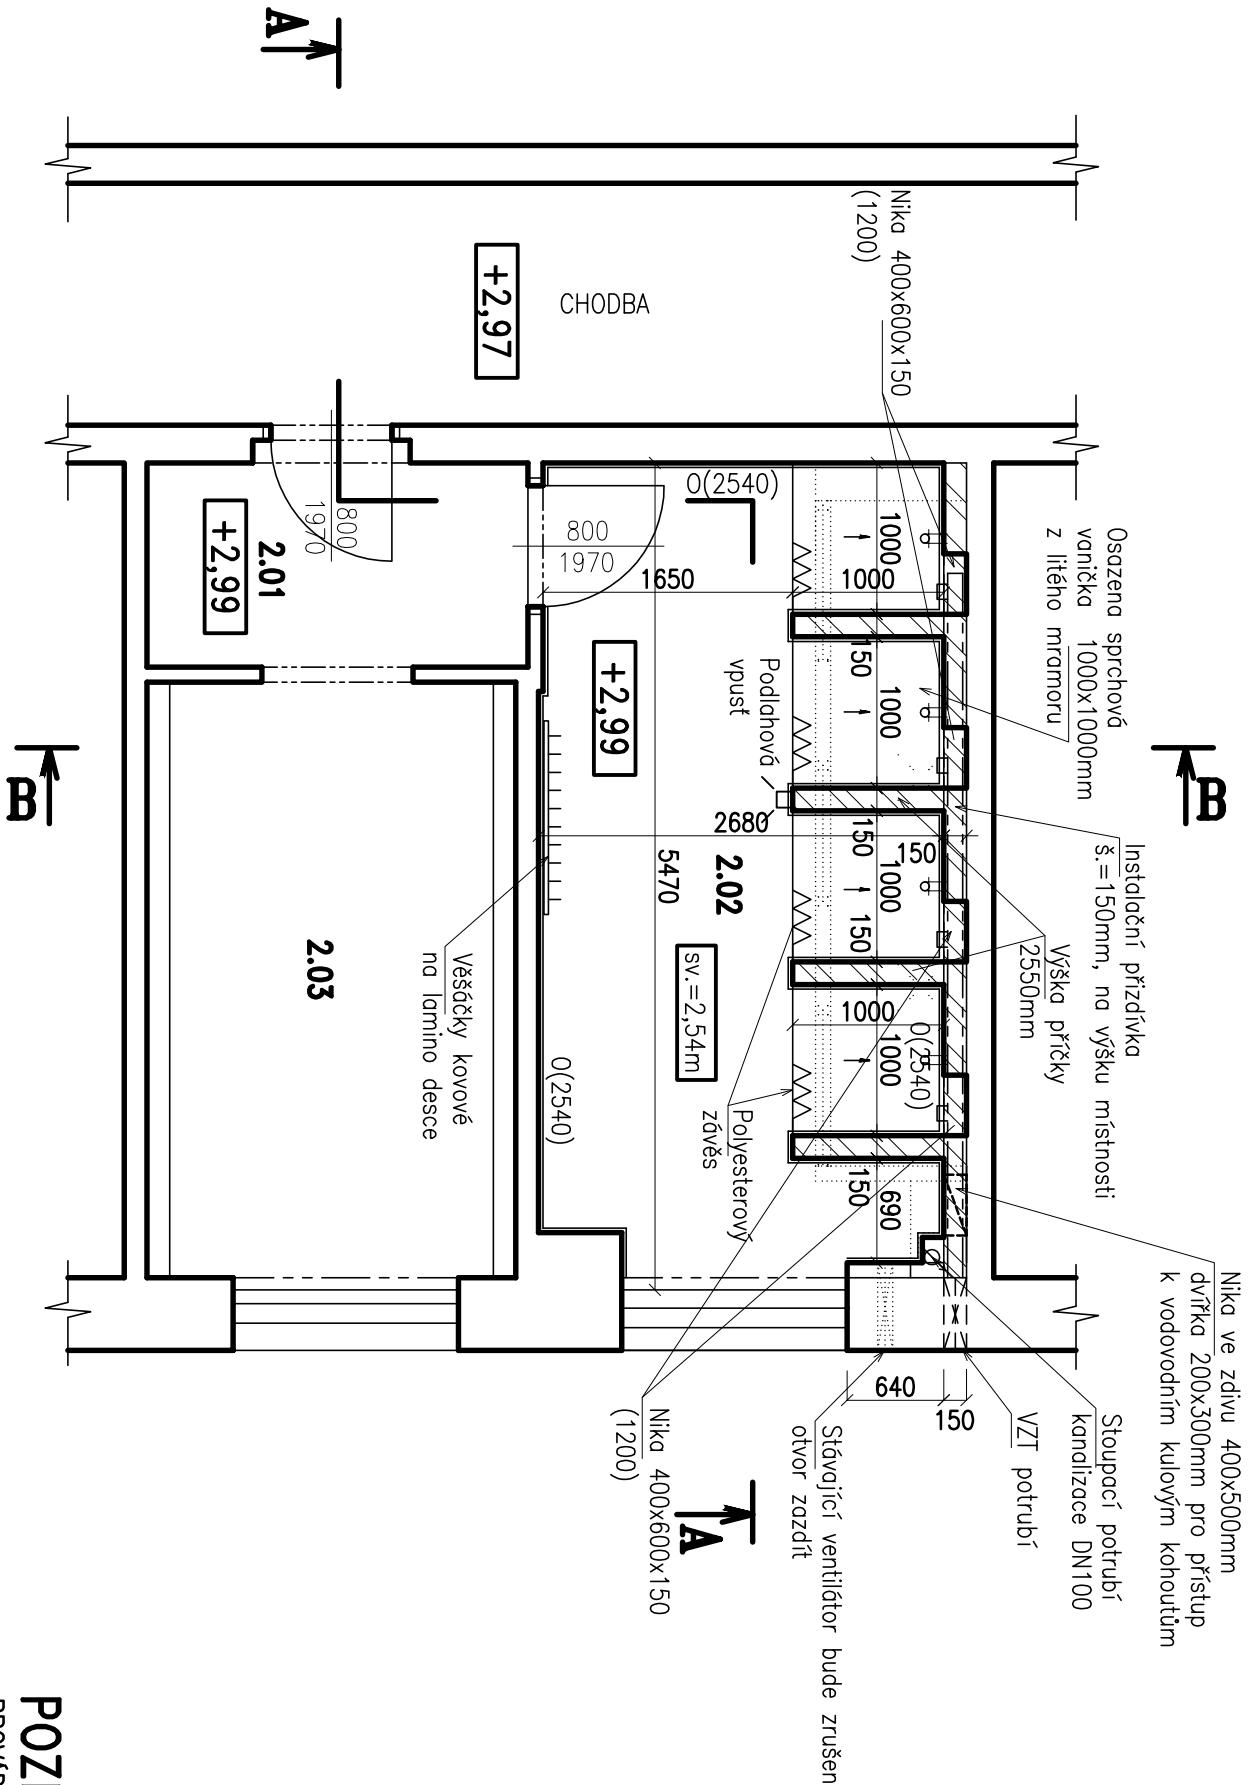 A
Nika 400x600x150
(1200)
CHODBA
+2,97
Osazena sprchová
vanička 1000x1000mm
z litého mramoru
Instalační přizdívka
š.=150mm, na výšku místnosti
Výška příčky
2550mm
Nika ve zdivu 400x500mm
dvířka 200x300mm pro přístup
k vodovodním kulovým kohoutům
Stoupací potrubí
kanalizace DN100
VZT potrubí
Stávající ventilátor bude zrušen
otvor zazdít
Nika 400x600x150
(1200)
Polyesterový
závěs
Podlahová
vpusť
Věšáčky kovové
na lamino desce
O(2540)
O(2540)
O(2540)
800
1970
800
1970
2.01
+2,99
2.02
+2,99
sv.=2,54m
2.03
1000
150
1000
150
1000
150
1000
150
690
1650
1000
2680
150
1000
5470
640
150
B
B
A
POZ